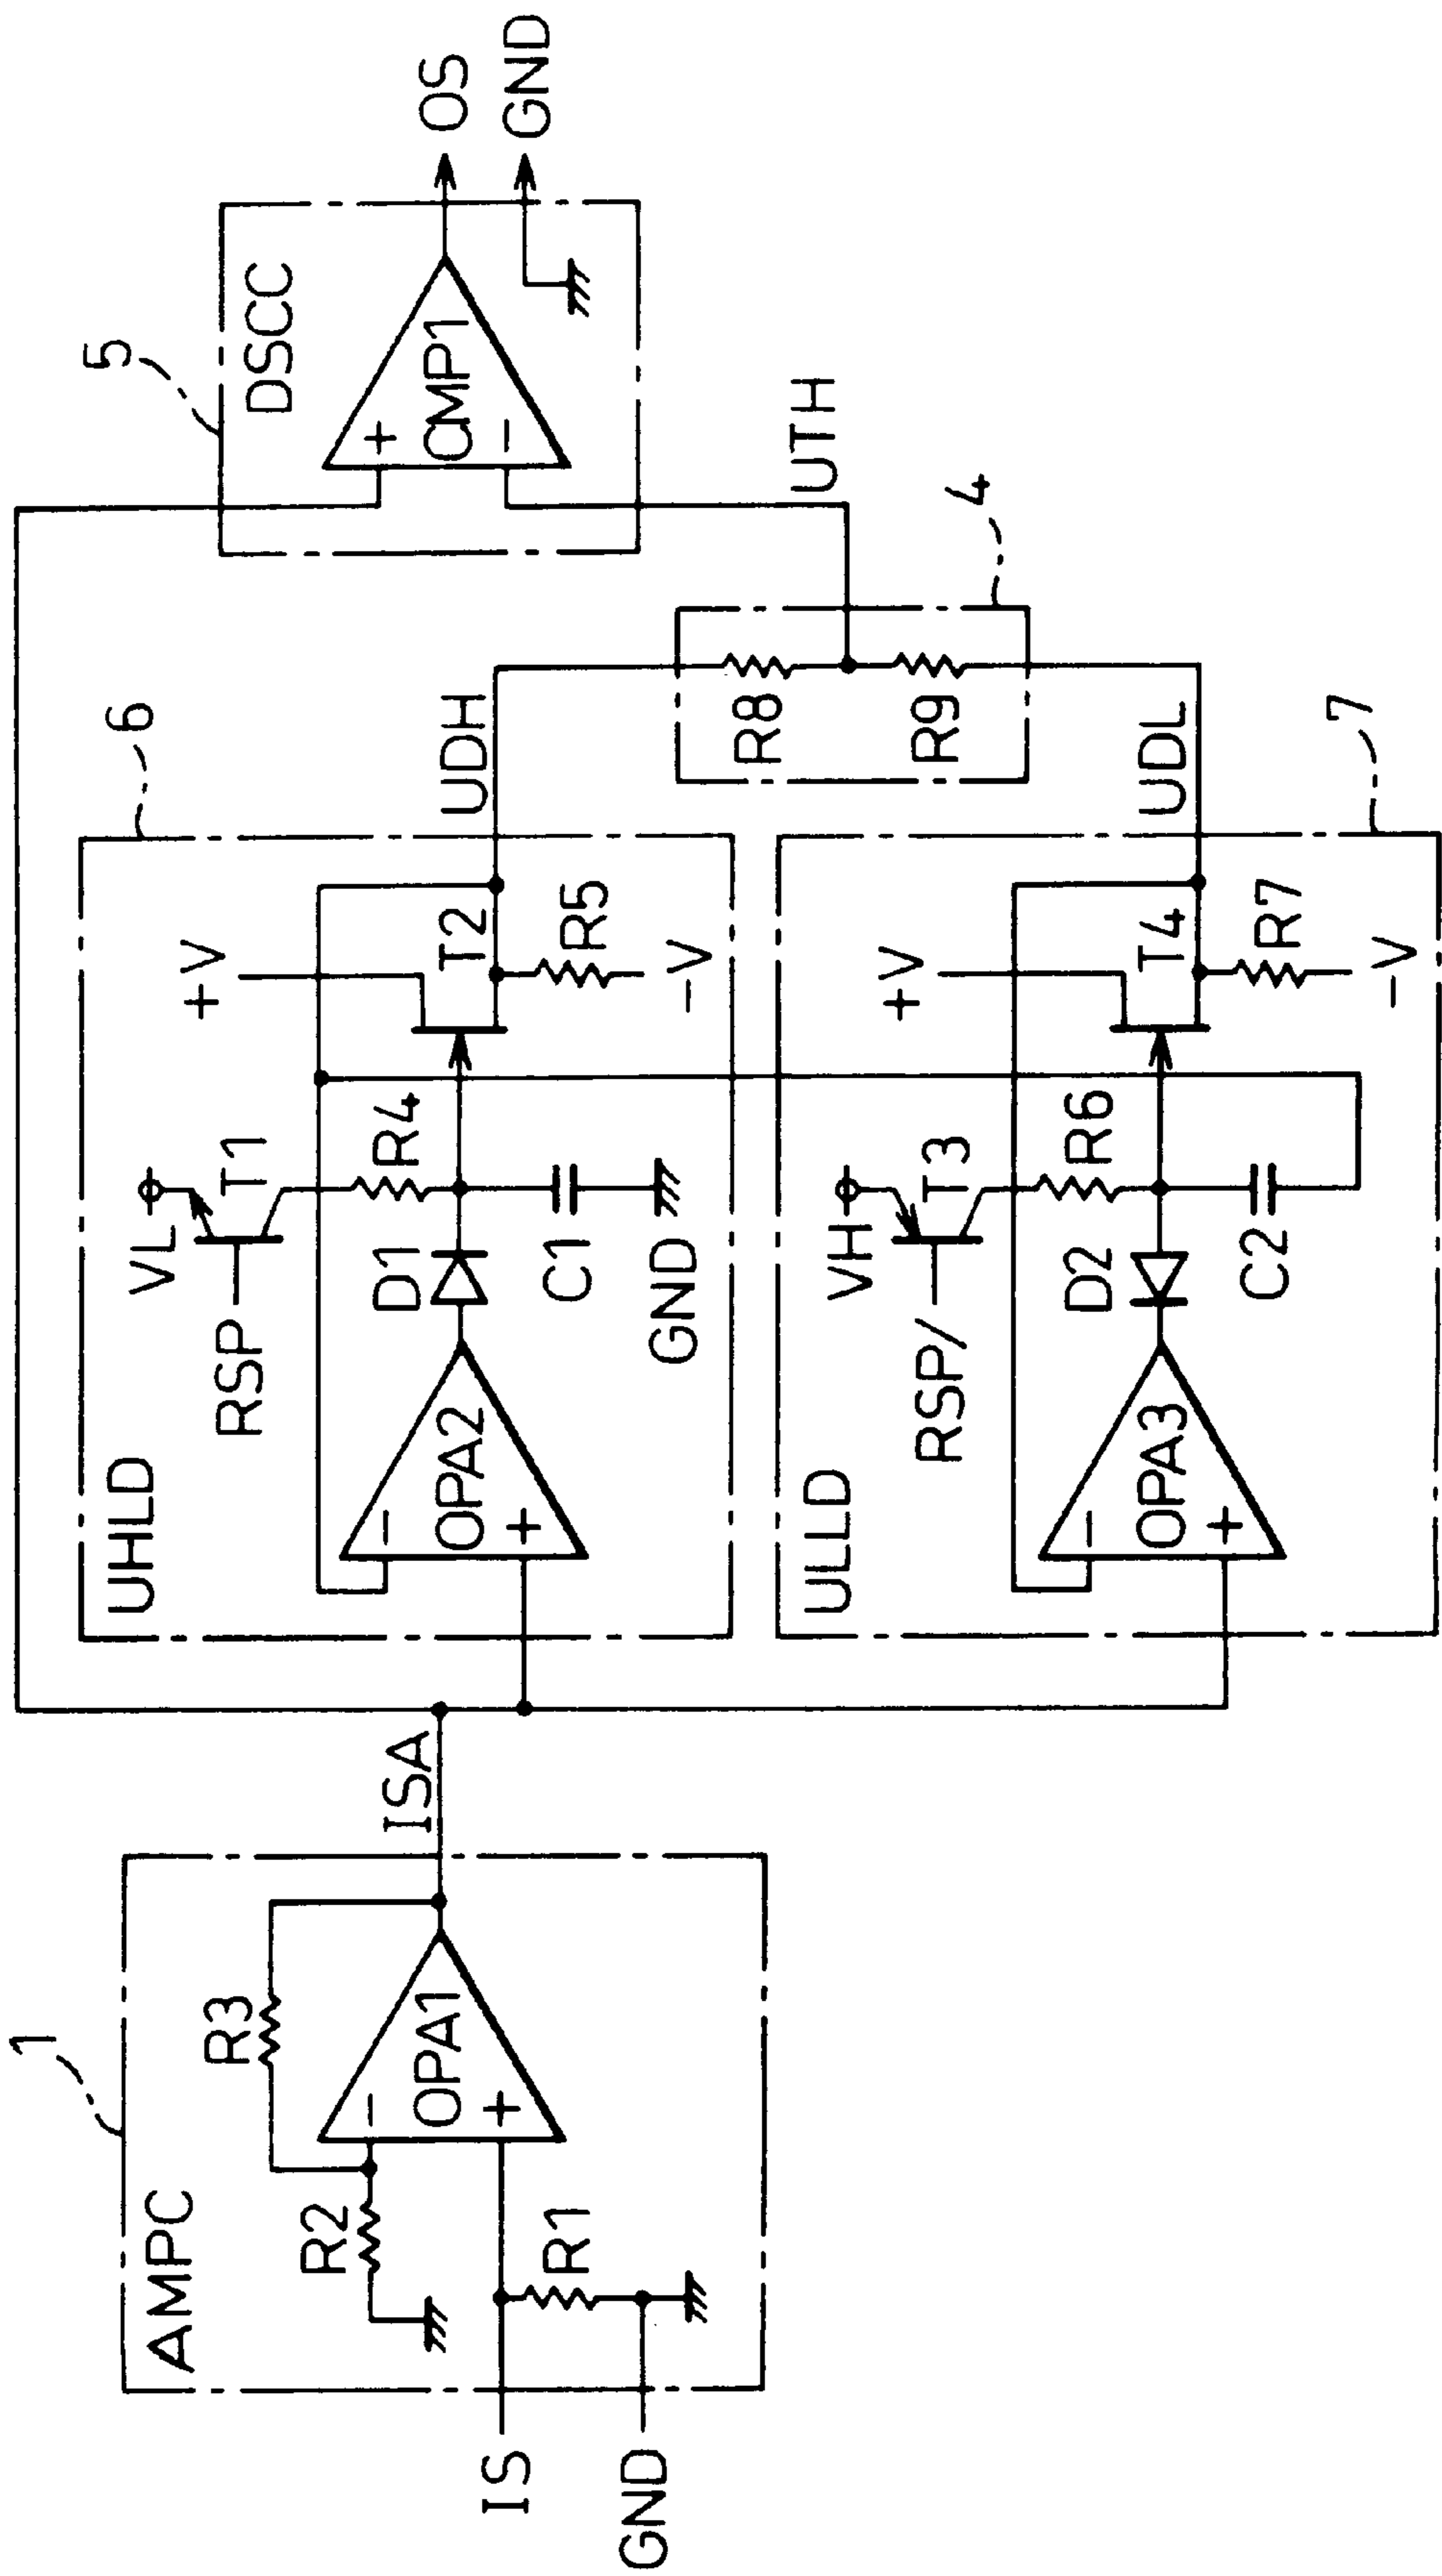 1
AMPC
R3
OPA1
−
+
R2
R1
IS
GND
ISA
UHLD
6
VL
T1
RSP
R4
D1
OPA2
−
+
C1
GND
+V
T2
R5
−V
UDH
ULLD
7
VH
T3
RSP/
R6
D2
OPA3
−
+
C2
+V
T4
R7
−V
UDL
4
R8
R9
UTH
5
DSCC
CMP1
+
−
OS
GND